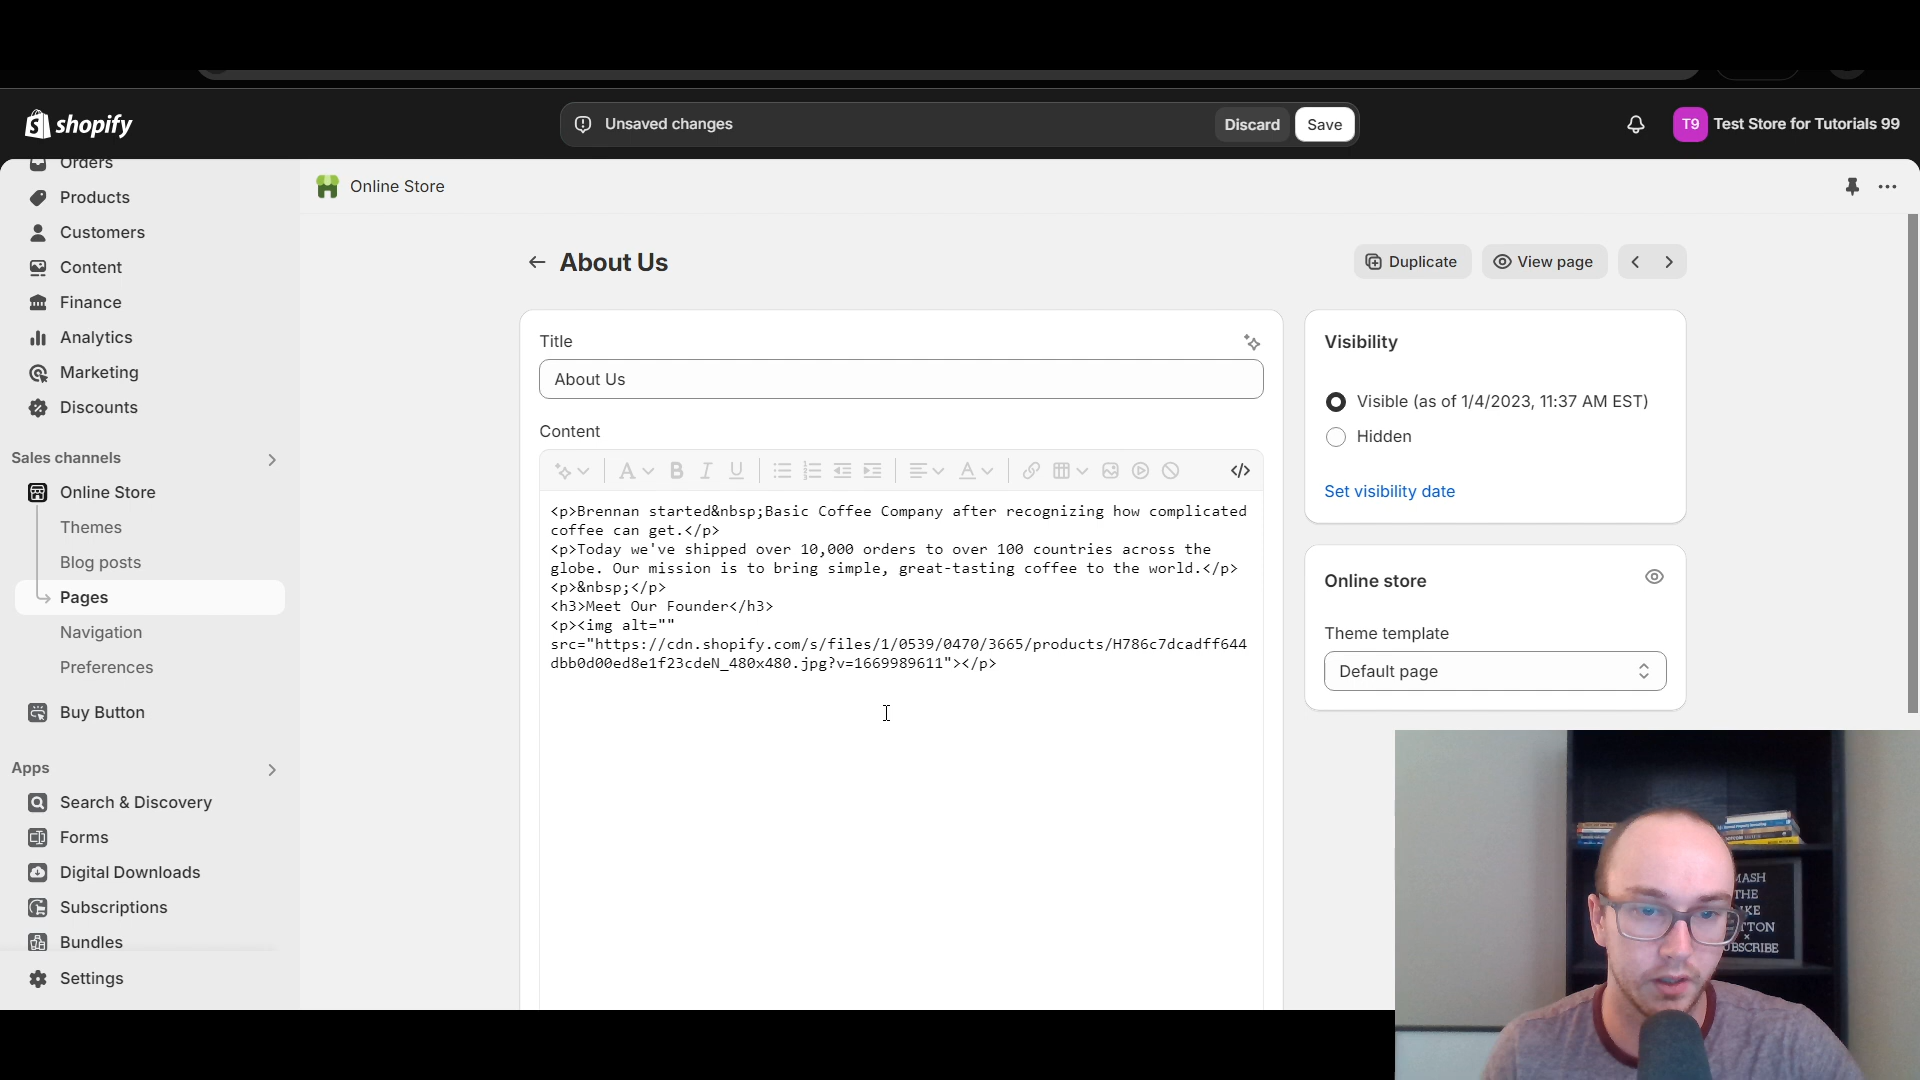 shopify
Unsaved changes
Discard
Save
T9
Test Store for Tutorials 99
Orders
Products
Customers
Content
Finance
Analytics
Marketing
Discounts
Sales channels
Online Store
Themes
Blog posts
Pages
Navigation
Preferences
Buy Button
Apps
Search & Discovery
Forms
Digital Downloads
Subscriptions
Bundles
Settings
Online Store
About Us
Duplicate
View page
Title
About Us
Content
<p>Brennan started&nbsp;Basic Coffee Company after recognizing how complicated
coffee can get.</p>
<p>Today we've shipped over 10,000 orders to over 100 countries across the
globe. Our mission is to bring simple, great-tasting coffee to the world.</p>
<p>&nbsp;</p>
<h3>Meet Our Founder</h3>
<p><img alt=""
src="https://cdn.shopify.com/s/files/1/0539/0470/3665/products/H786c7dcadff644
dbb0d00ed8e1f23cdeN_480x480.jpg?v=1669989611"></p>
Visibility
Visible (as of 1/4/2023, 11:37 AM EST)
Hidden
Set visibility date
Online store
Theme template
Default page
MASH
THE
KE
TTON
×
UBSCRIBE